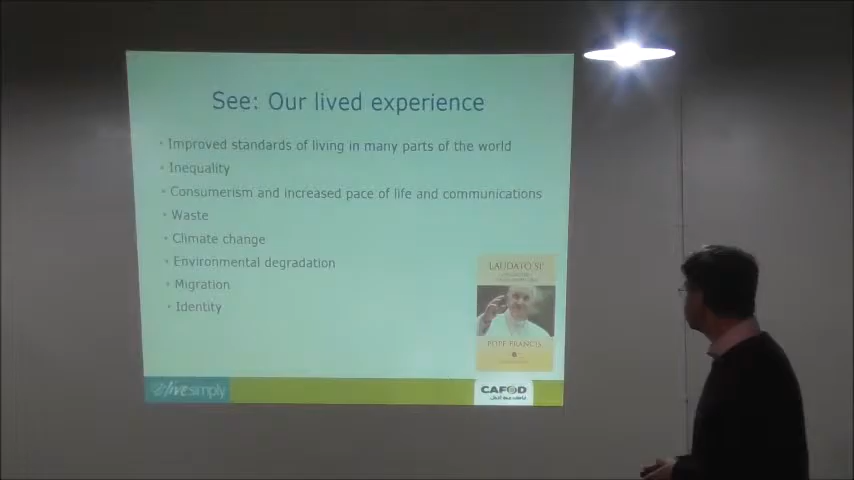 See: Our lived experience
• Improved standards of living in many parts of the world
• Inequality
• Consumerism and increased pace of life and communications
• Waste
• Climate change
• Environmental degradation
• Migration
• Identity
LAUDATO SI'
POPE FRANCIS
livesimply
CAFOD